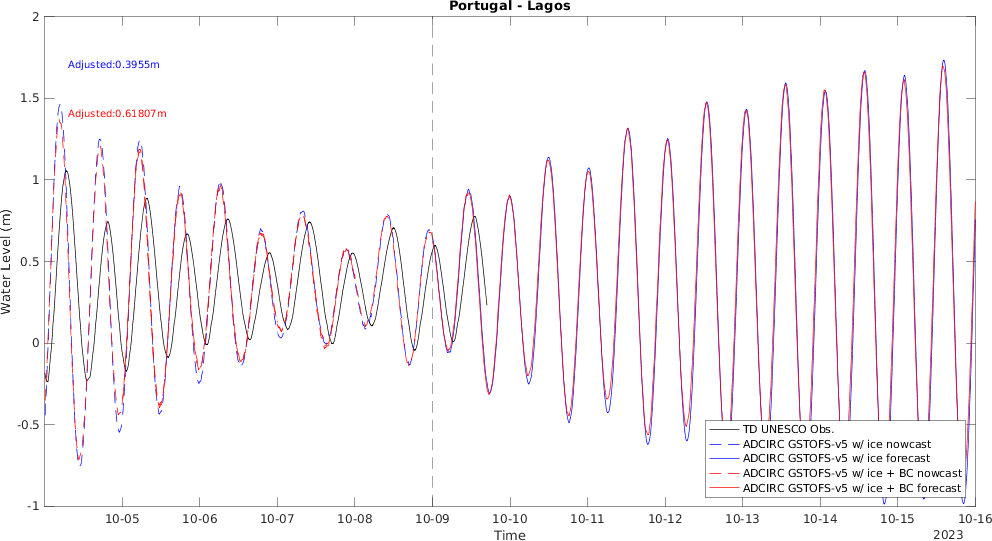 Portugal - Lagos
Adjusted:0.3955m
Adjusted:0.61807m
Water Level (m)
2
1.5
1
0.5
0
-0.5
-1
TD UNESCO Obs.
ADCIRC GSTOFS-v5 w/ ice nowcast
ADCIRC GSTOFS-v5 w/ ice forecast
ADCIRC GSTOFS-v5 w/ ice + BC nowcast
ADCIRC GSTOFS-v5 w/ ice + BC forecast
10-05 10-06 10-07 10-08 10-09 10-10 10-11 10-12 10-13 10-14 10-15 10-16
Time
2023